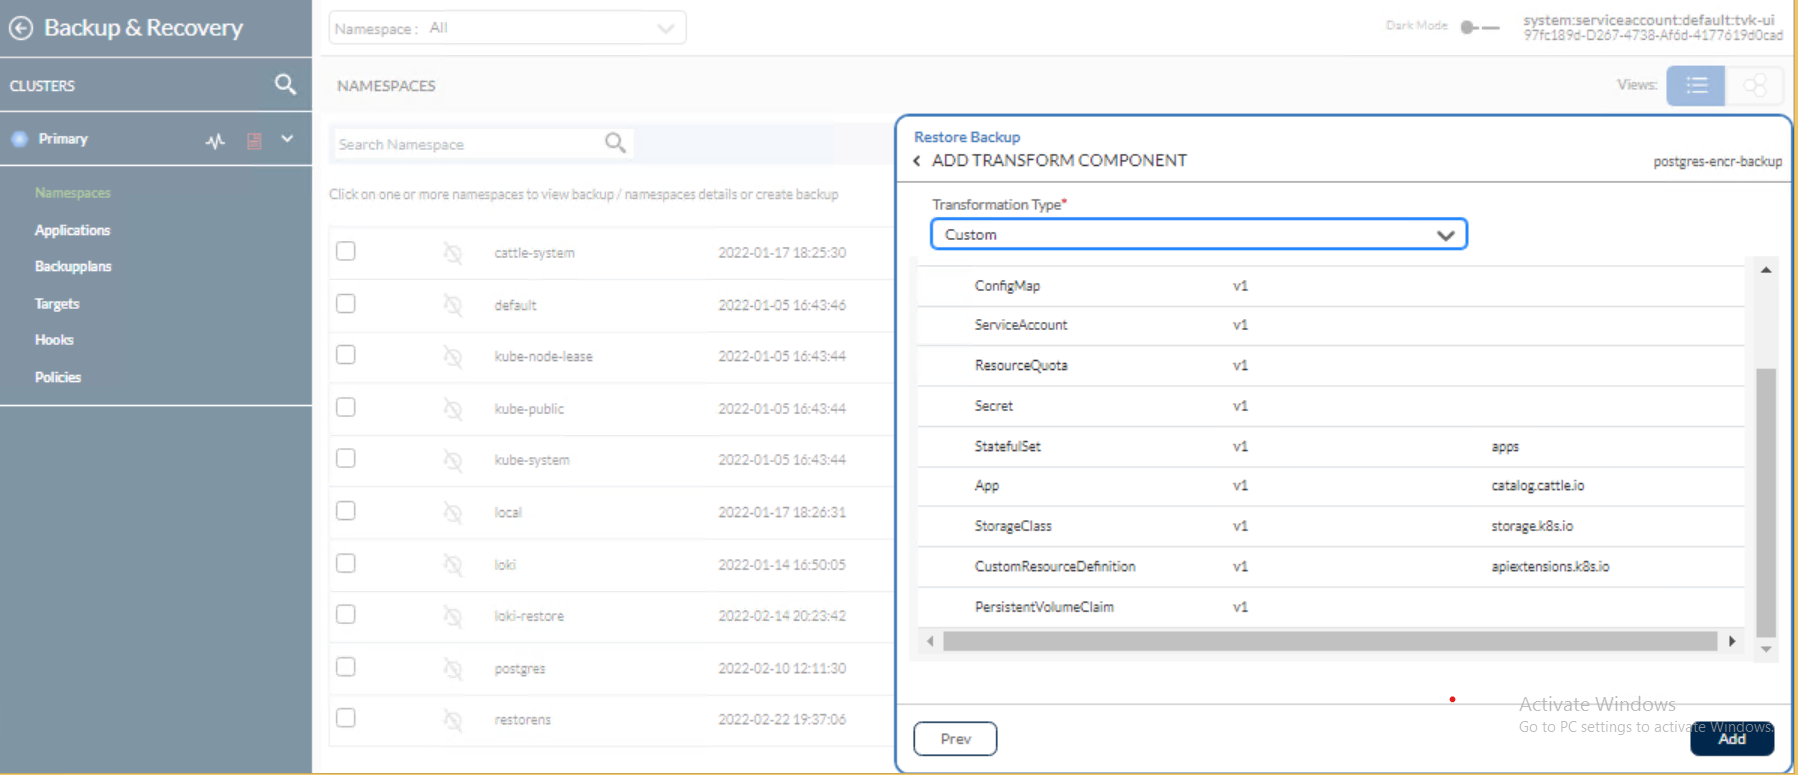 Backup & Recovery
Namespace : All
Dark Mode
system:serviceaccount:default:tvk-ui
97fc189d-D267-4738-Af6d-4177619d0cad
CLUSTERS
NAMESPACES
Views:
Primary
Search Namespace
Namespaces
Applications
Backupplans
Targets
Hooks
Policies
Click on one or more namespaces to view backup / namespaces details or create backup
cattle-system 2022-01-17 18:25:30
default 2022-01-05 16:43:46
kube-node-lease 2022-01-05 16:43:44
kube-public 2022-01-05 16:43:44
kube-system 2022-01-05 16:43:44
local 2022-01-17 18:26:31
loki 2022-01-14 16:50:05
loki-restore 2022-02-14 20:23:42
postgres 2022-02-10 12:11:30
restorens 2022-02-22 19:37:06
Restore Backup
ADD TRANSFORM COMPONENT
postgres-encr-backup
Transformation Type*
Custom
ConfigMap v1
ServiceAccount v1
ResourceQuota v1
Secret v1
StatefulSet v1 apps
App v1 catalog.cattle.io
StorageClass v1 storage.k8s.io
CustomResourceDefinition v1 apiextensions.k8s.io
PersistentVolumeClaim v1
Activate Windows
Go to PC settings to activate Windows.
Prev
Add